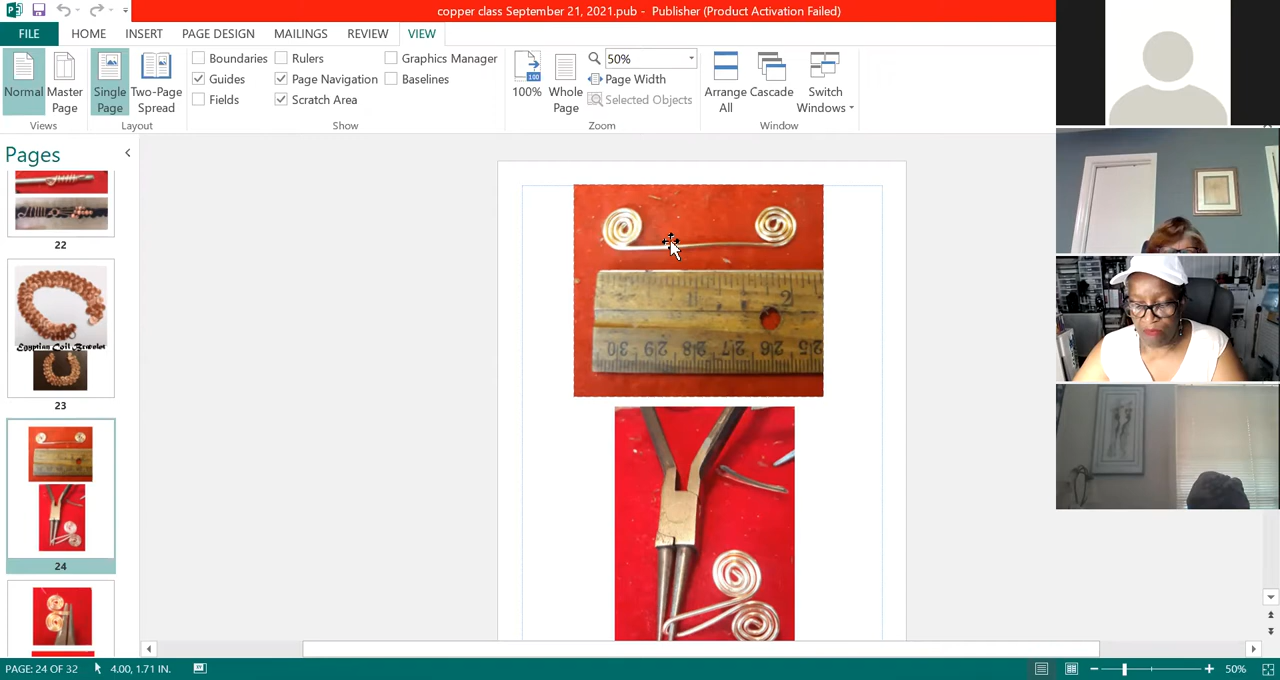 copper class September 21, 2021.pub - Publisher (Product Activation Failed)
FILE HOME INSERT PAGE DESIGN MAILINGS REVIEW VIEW
Normal Master Page Single Page Two-Page Spread
Boundaries Rulers Graphics Manager
Guides Page Navigation Baselines
Fields Scratch Area
100% Whole Page
50%
Page Width
Selected Objects
Arrange All Cascade Switch Windows
Views Layout Show Zoom Window
Pages
22
Egyptian Coil Bracelet
23
24
2
30 29 28 27 26 25
PAGE: 24 OF 32 4.00, 1.71 IN. 50%